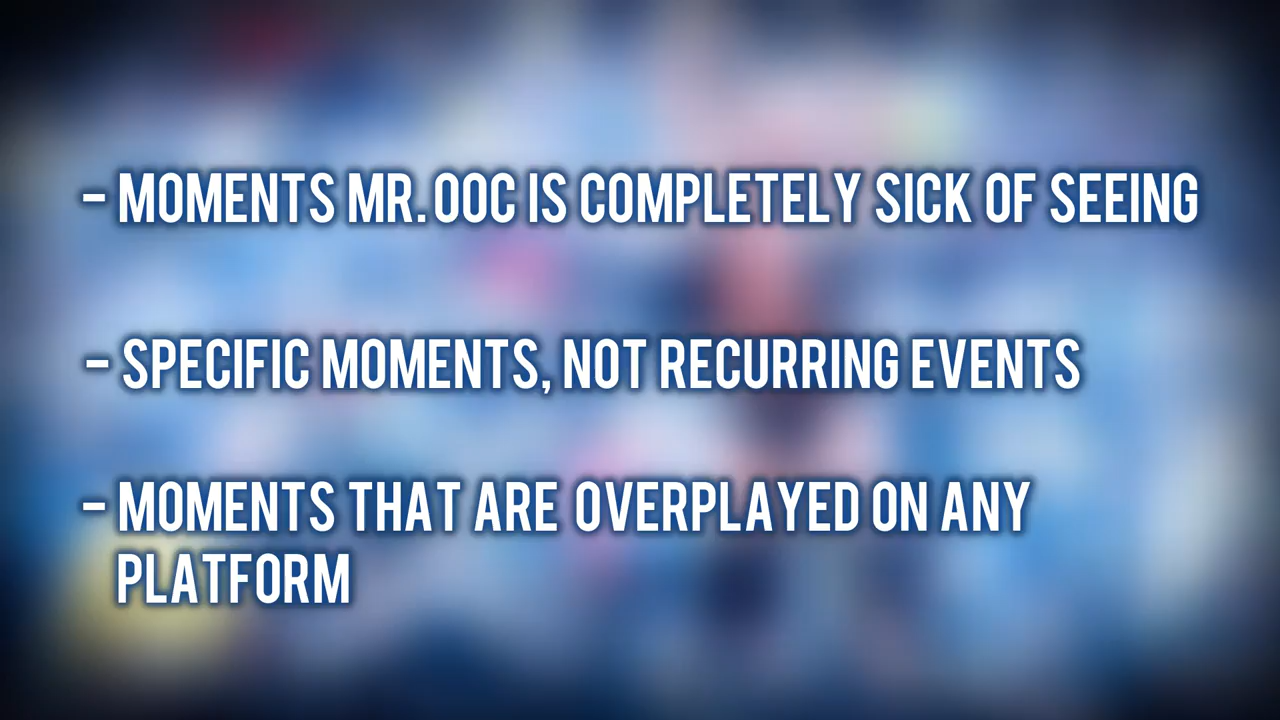 - MOMENTS MR. OOC IS COMPLETELY SICK OF SEEING
- SPECIFIC MOMENTS, NOT RECURRING EVENTS
- MOMENTS THAT ARE OVERPLAYED ON ANY
PLATFORM